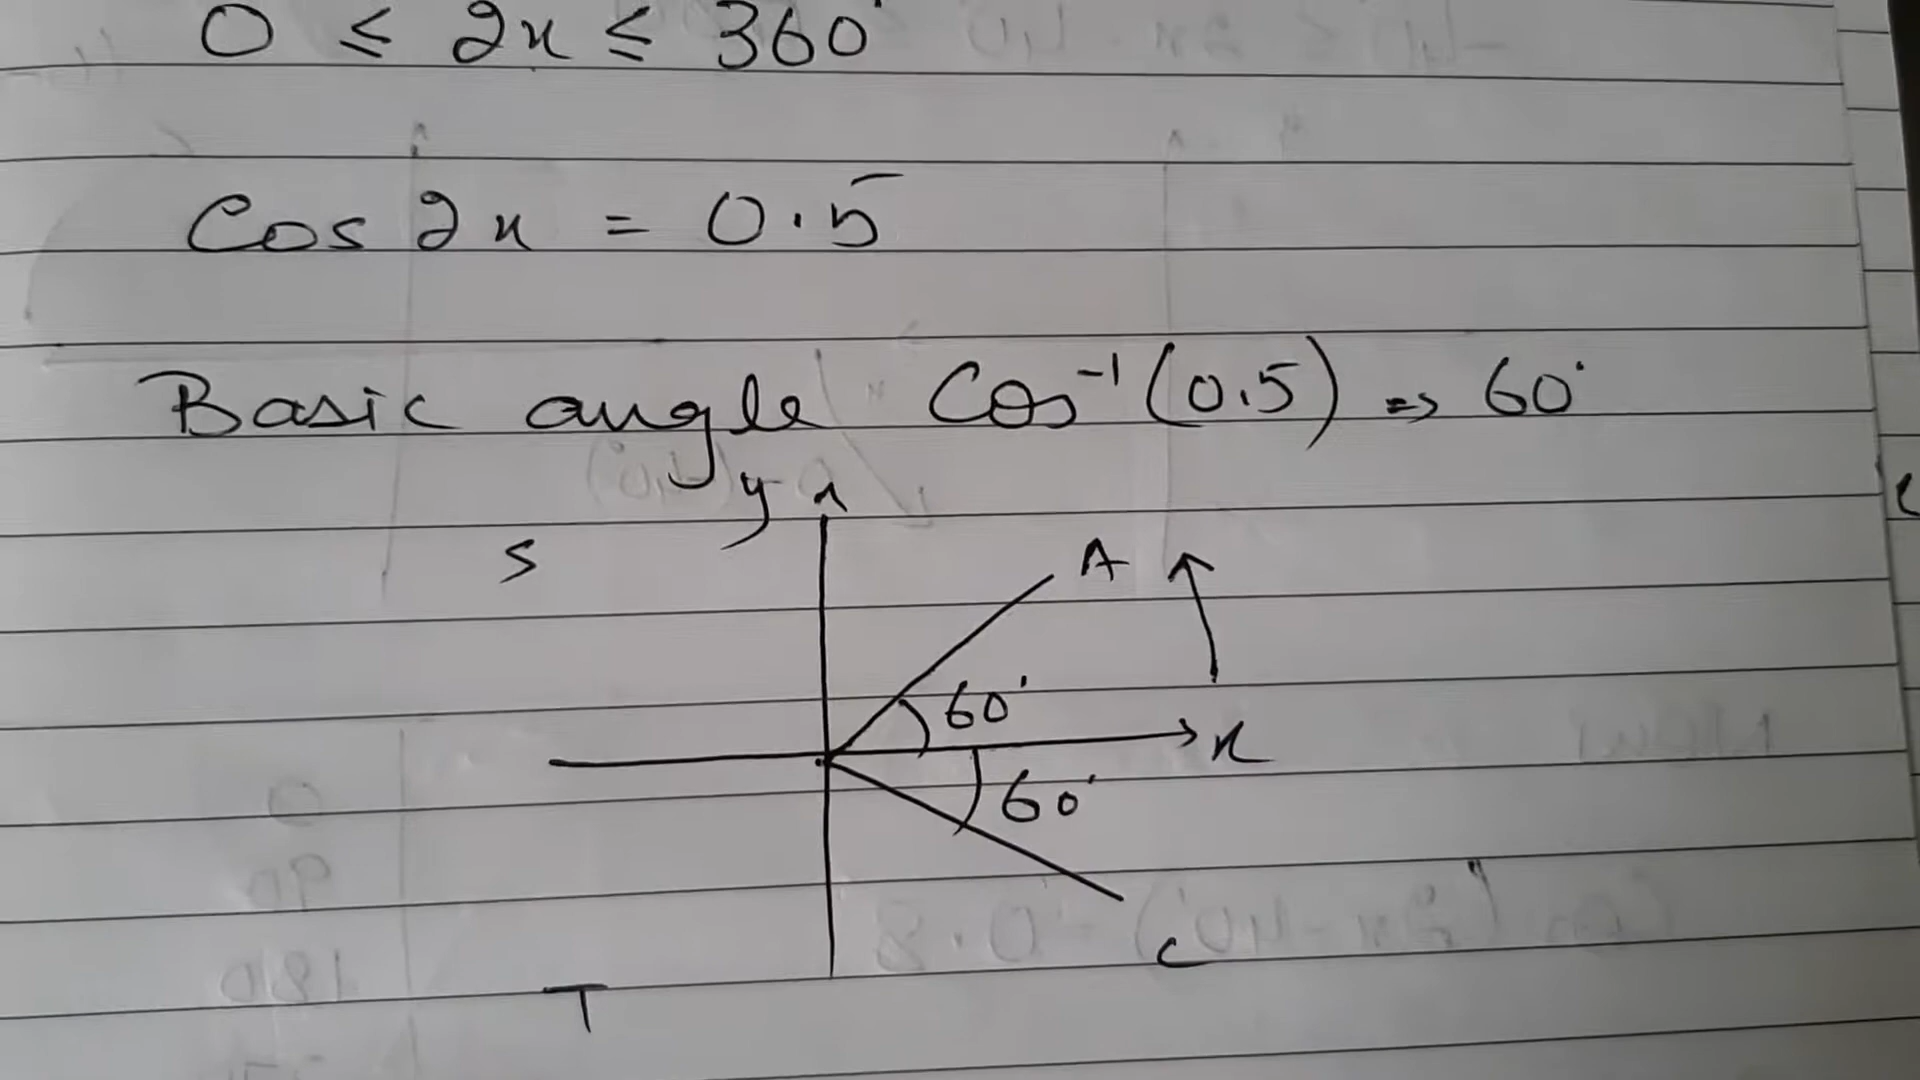 0 ≤ 2x ≤ 360°
Cos 2x = 0.5
Basic angle Cos⁻¹(0.5) => 60°
y
S
A
60°
x
60°
C
T